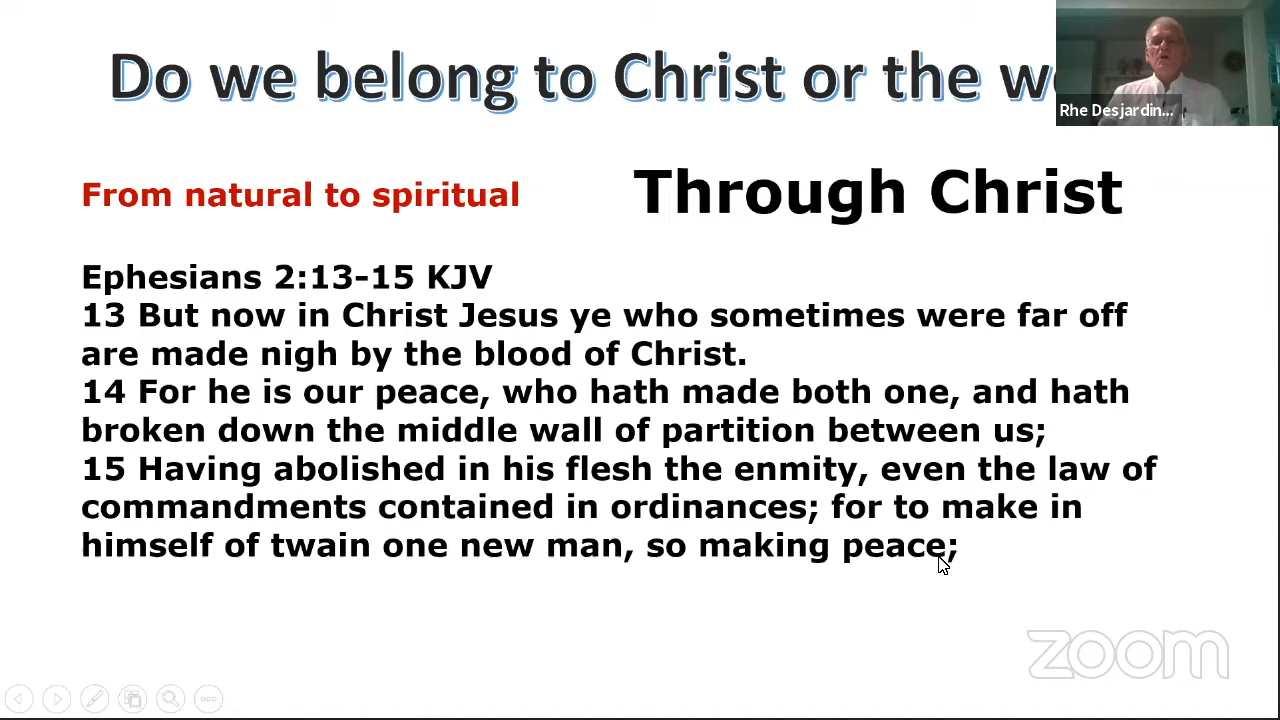 Do we belong to Christ or the
Rhe Desjardin...
From natural to spiritual
Through Christ
Ephesians 2:13-15 KJV
13 But now in Christ Jesus ye who sometimes were far off
are made nigh by the blood of Christ.
14 For he is our peace, who hath made both one, and hath
broken down the middle wall of partition between us;
15 Having abolished in his flesh the enmity, even the law of
commandments contained in ordinances; for to make in
himself of twain one new man, so making peace;
zoom